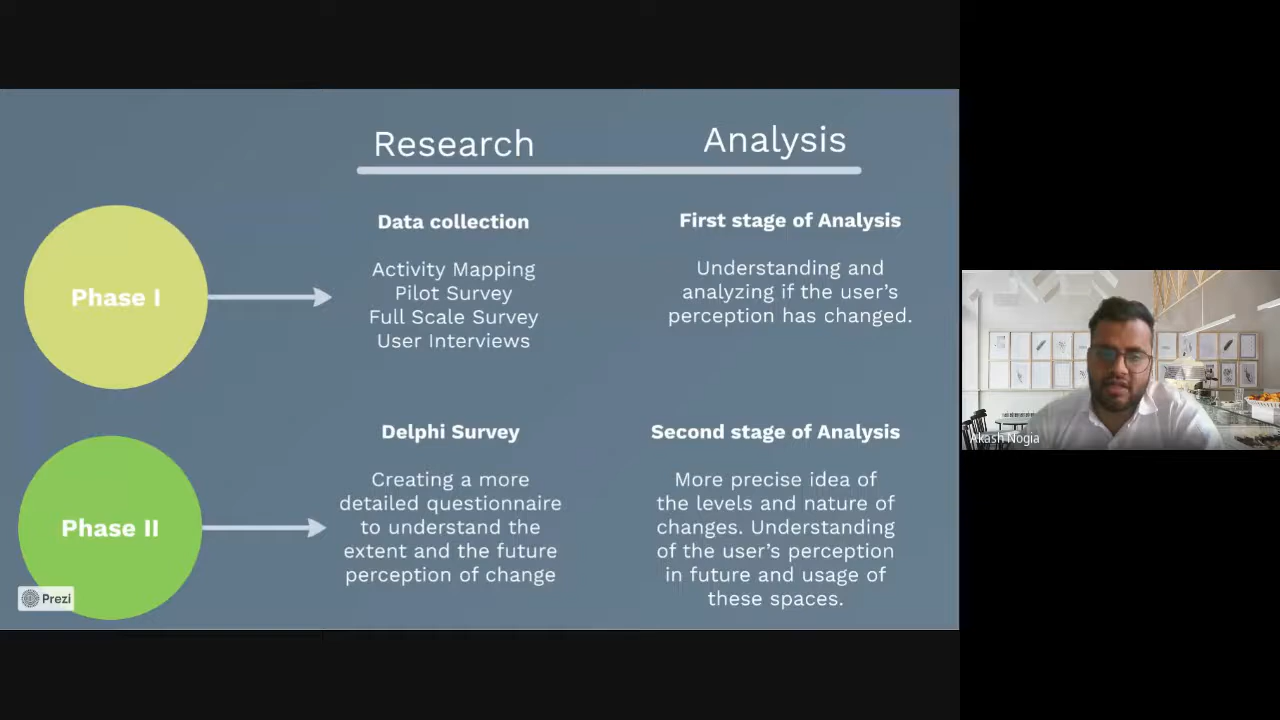 Research
Analysis
Phase I
Data collection
Activity Mapping
Pilot Survey
Full Scale Survey
User Interviews
First stage of Analysis
Understanding and
analyzing if the user's
perception has changed.
Phase II
Delphi Survey
Creating a more
detailed questionnaire
to understand the
extent and the future
perception of change
Second stage of Analysis
More precise idea of
the levels and nature of
changes. Understanding
of the user's perception
in future and usage of
these spaces.
Prezi
Akash Nogia